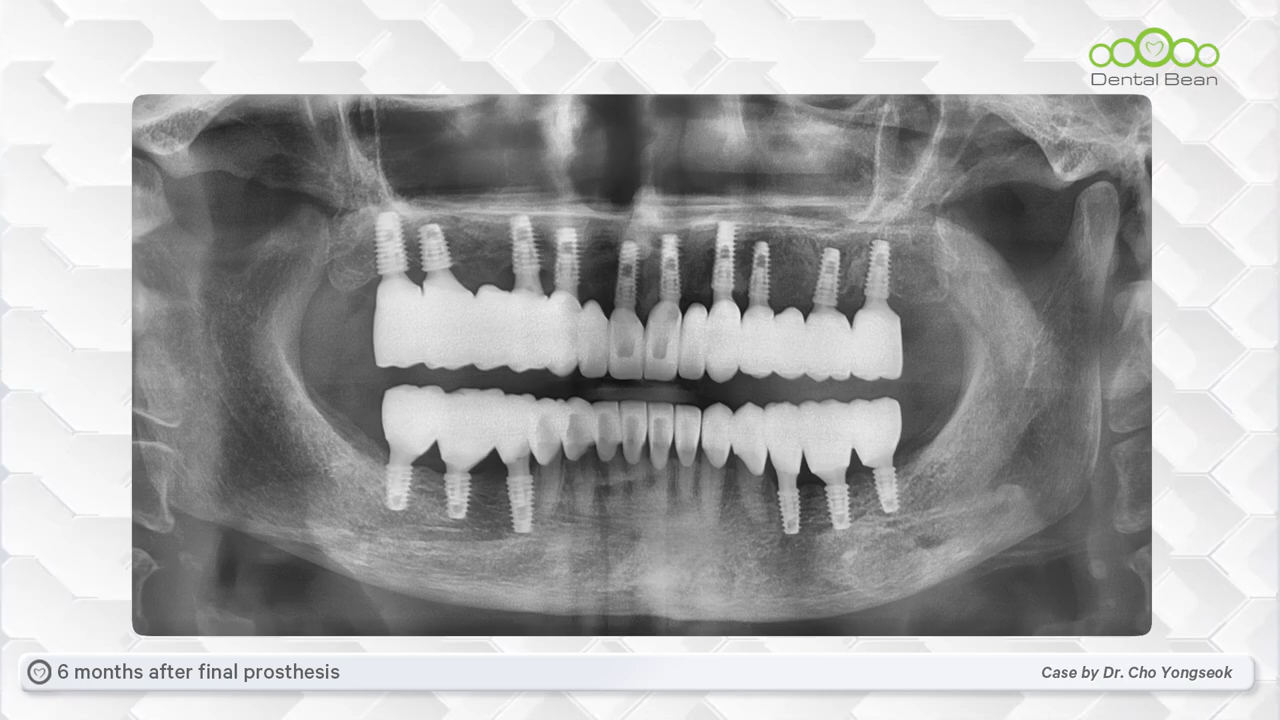 Dental Bean
6 months after final prosthesis
Case by Dr. Cho Yongseok